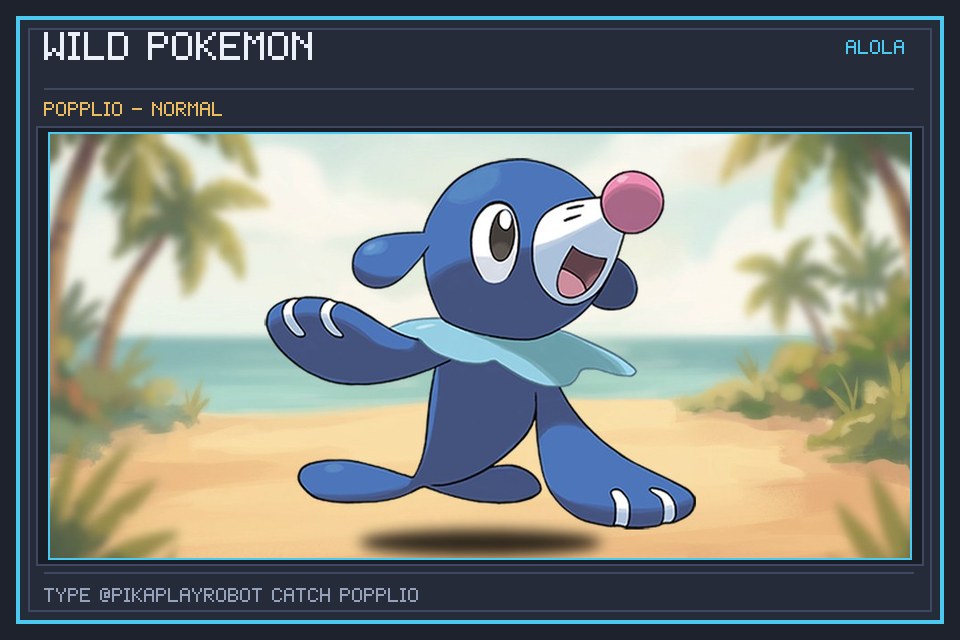 WILD POKEMON
ALOLA
POPPLIO - NORMAL
TYPE @PIKAPLAYROBOT CATCH POPPLIO